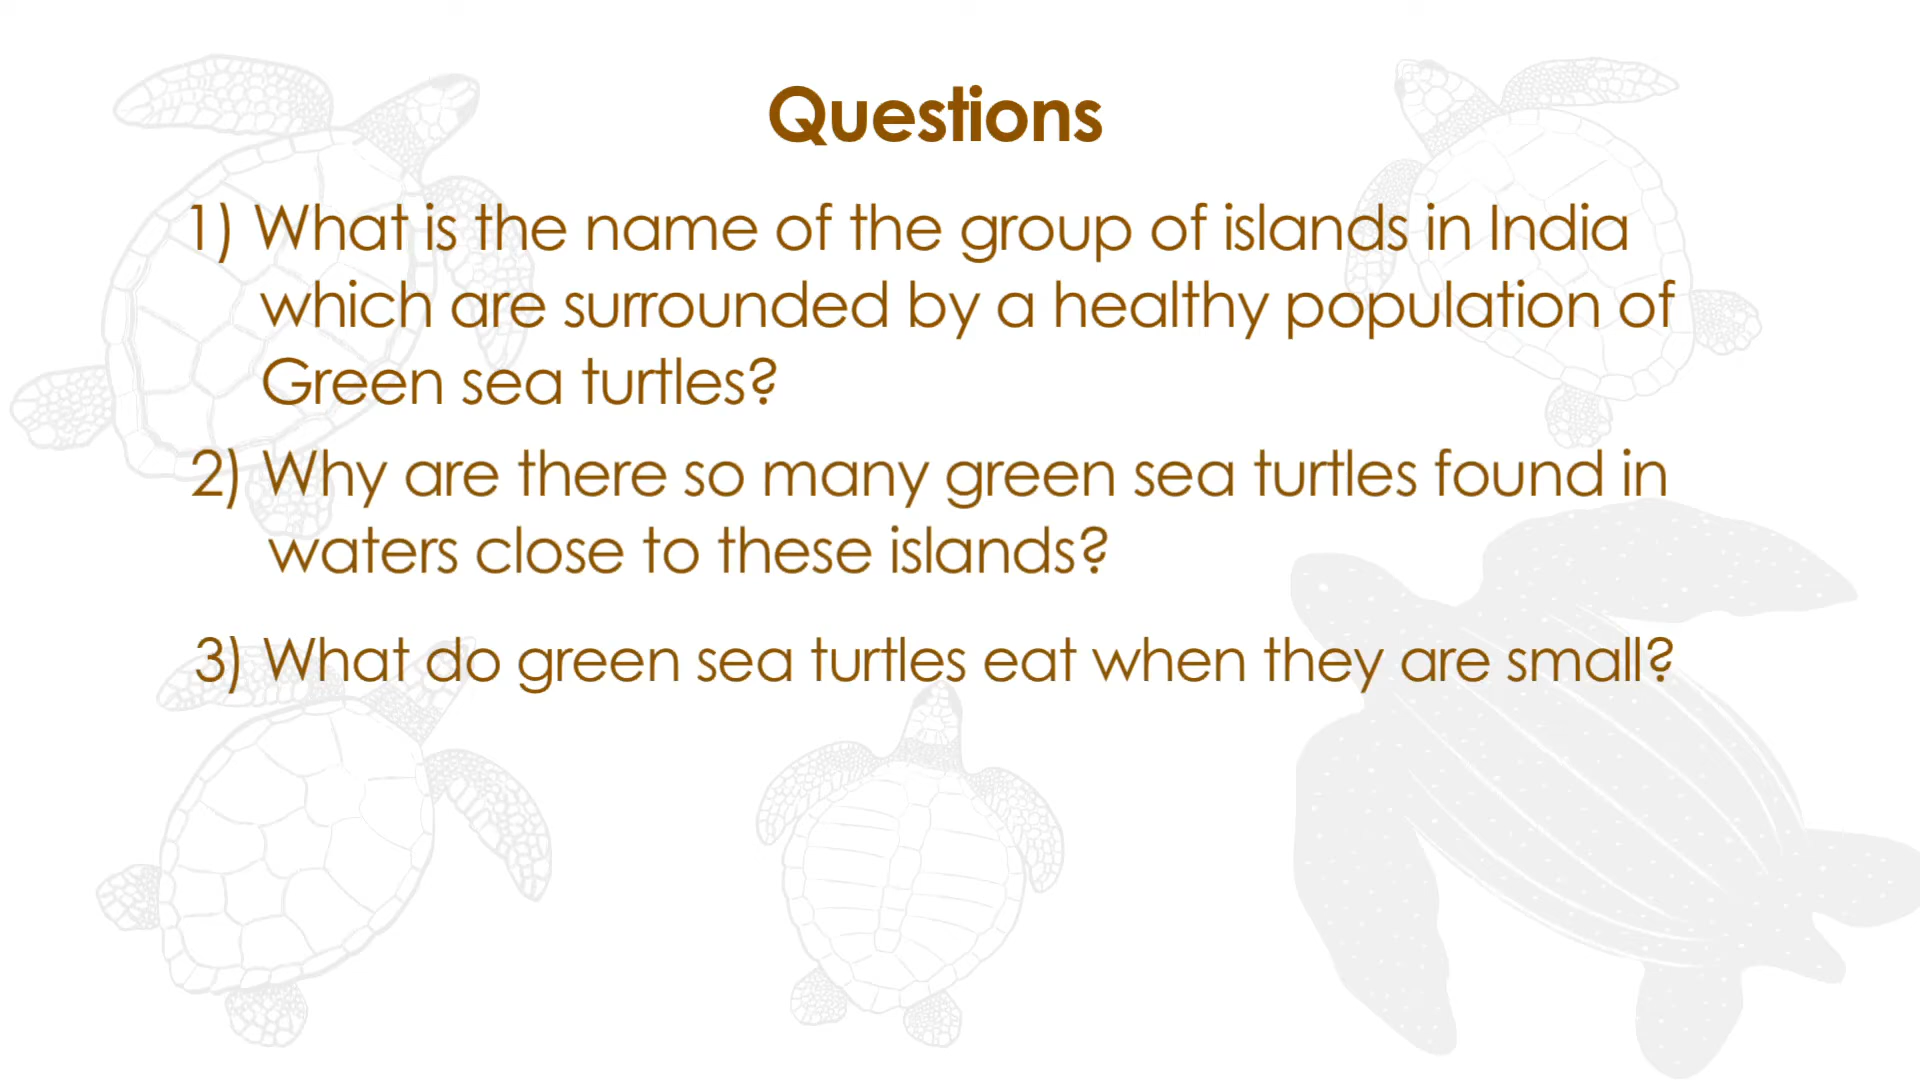 Questions
1) What is the name of the group of islands in India
which are surrounded by a healthy population of
Green sea turtles?
2) Why are there so many green sea turtles found in
waters close to these islands?
3) What do green sea turtles eat when they are small?